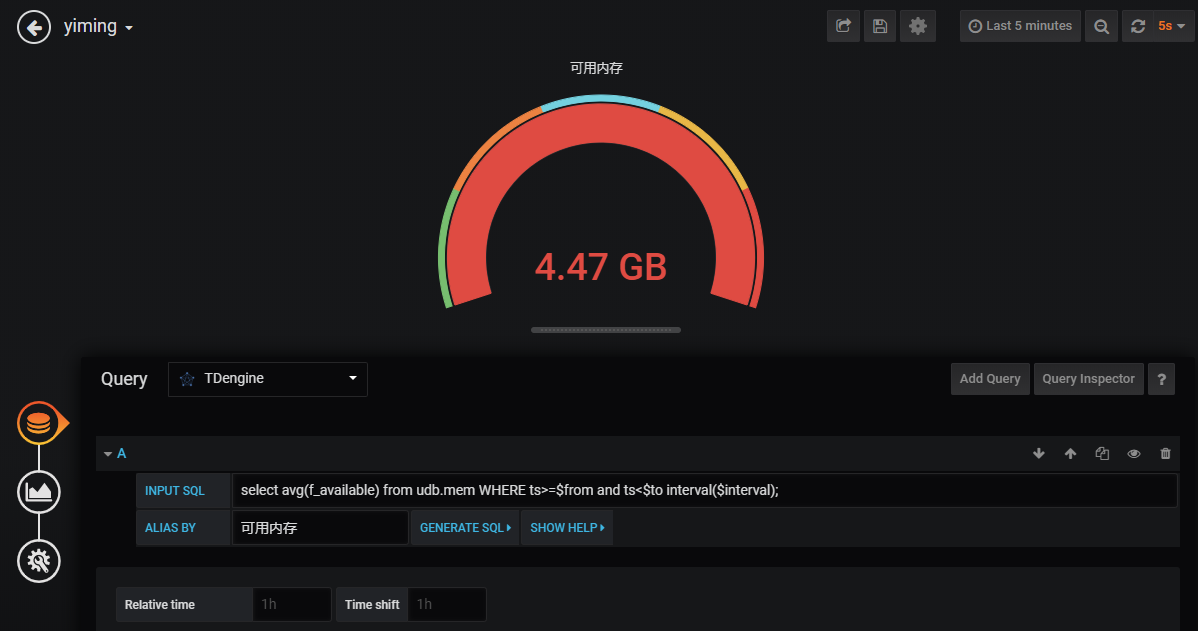 yiming
Last 5 minutes
5s
可用内存
4.47 GB
Query
TDengine
Add Query
Query Inspector
?
A
INPUT SQL
select avg(f_available) from udb.mem WHERE ts>=$from and ts<$to interval($interval);
ALIAS BY
可用内存
GENERATE SQL
SHOW HELP
Relative time
1h
Time shift
1h